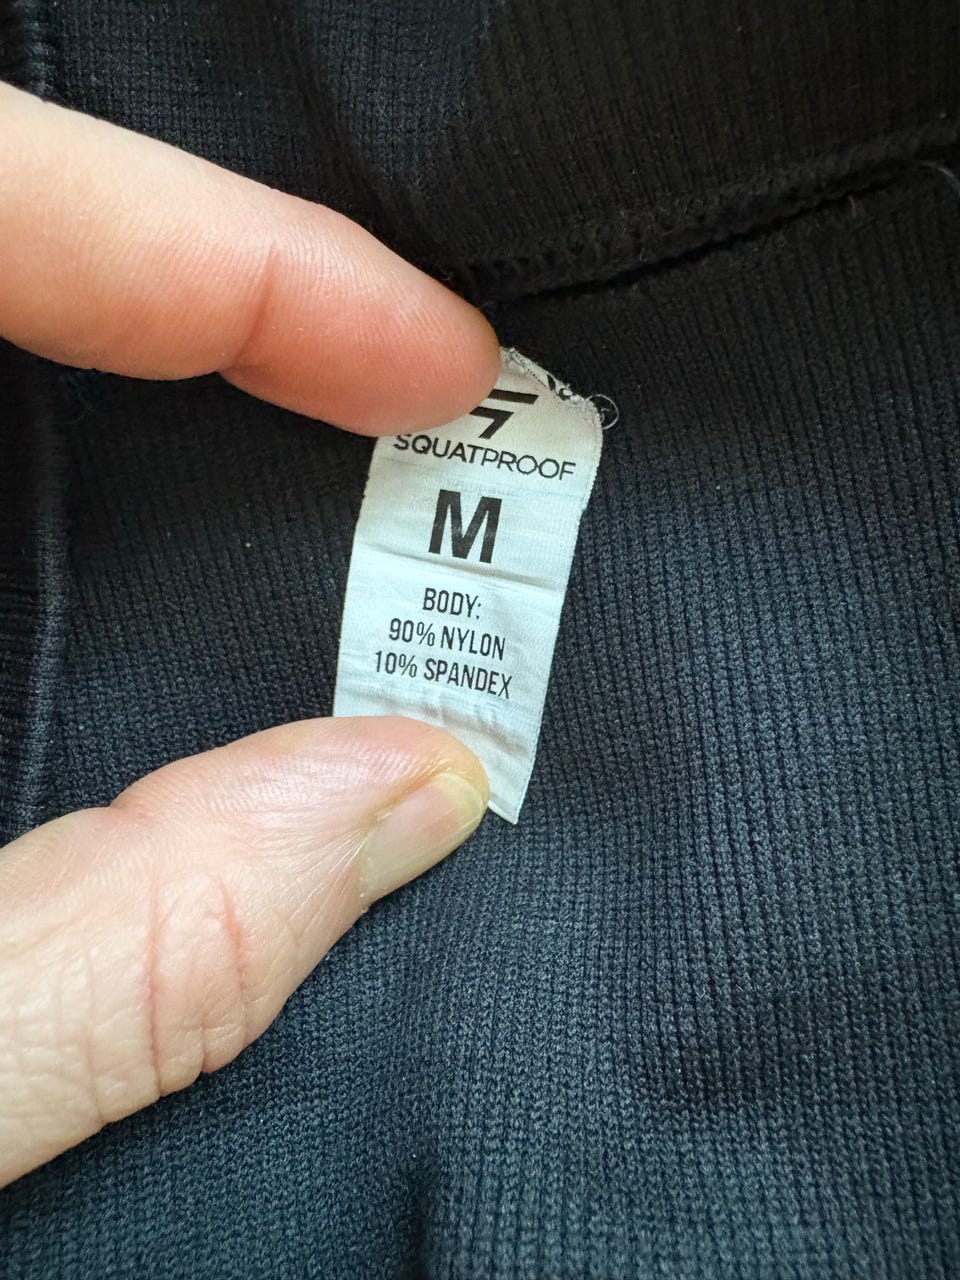 SQUATPROOF
M
BODY:
90% NYLON
10% SPANDEX